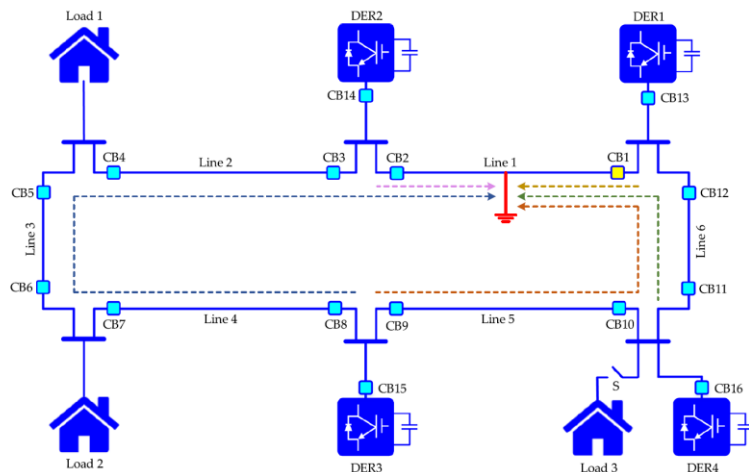 Load 1
DER2
DER1
CB14
CB13
CB4
Line 2
CB3
CB2
Line 1
CB1
CB5
CB12
Line 3
Line 6
CB6
CB11
CB7
Line 4
CB8
CB9
Line 5
CB10
CB15
S
CB16
Load 2
DER3
Load 3
DER4